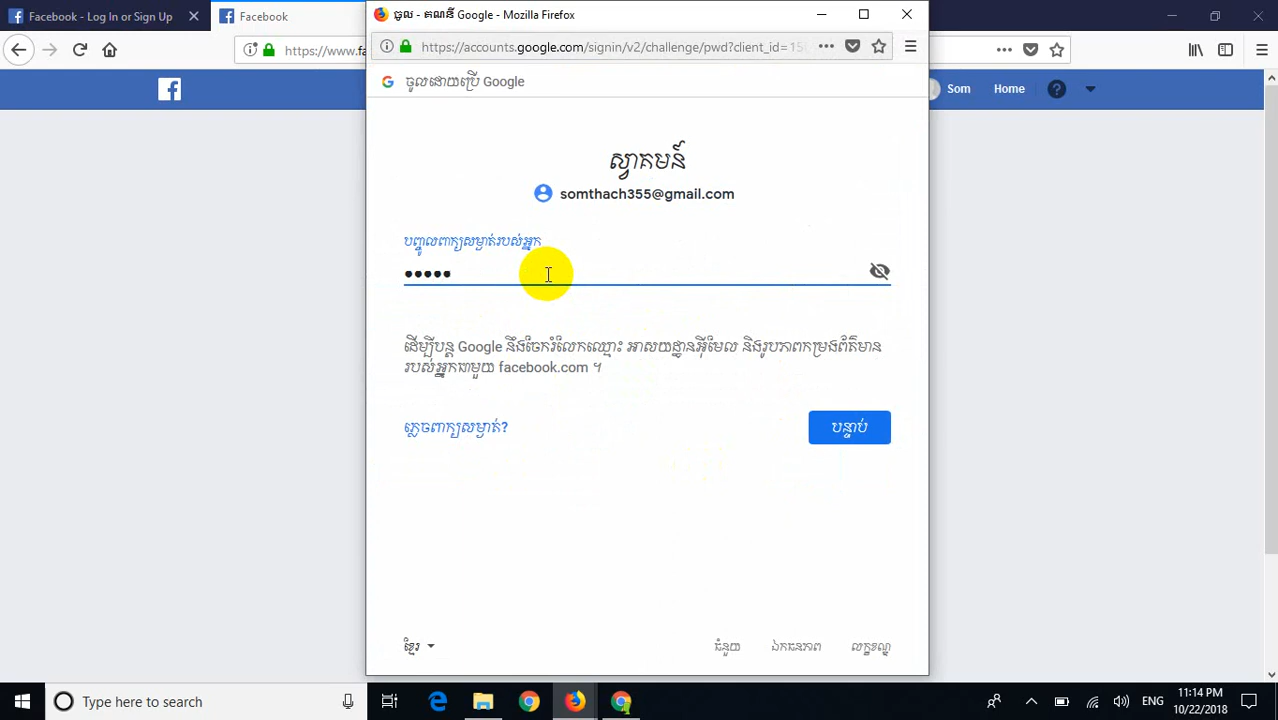 Facebook - Log In or Sign Up
Facebook
ចូល - គណនី Google - Mozilla Firefox
https://www.fa
https://accounts.google.com/signin/v2/challenge/pwd?client_id=15
ចូលដោយប្រើ Google
Som
Home
ស្វាគមន៍
somthach355@gmail.com
បញ្ចូលពាក្យសម្ងាត់របស់អ្នក
•••••
ដើម្បីបន្ត Google នឹងចែករំលែកឈ្មោះ អាសយដ្ឋានអ៊ីមែល និងរូបភាពកម្រងព័ត៌មាន
របស់អ្នកជាមួយ facebook.com ។
ភ្លេចពាក្យសម្ងាត់?
បន្ទាប់
ខ្មែរ
ជំនួយ
ឯកជនភាព
លក្ខខណ្ឌ
Type here to search
ENG
11:14 PM
10/22/2018